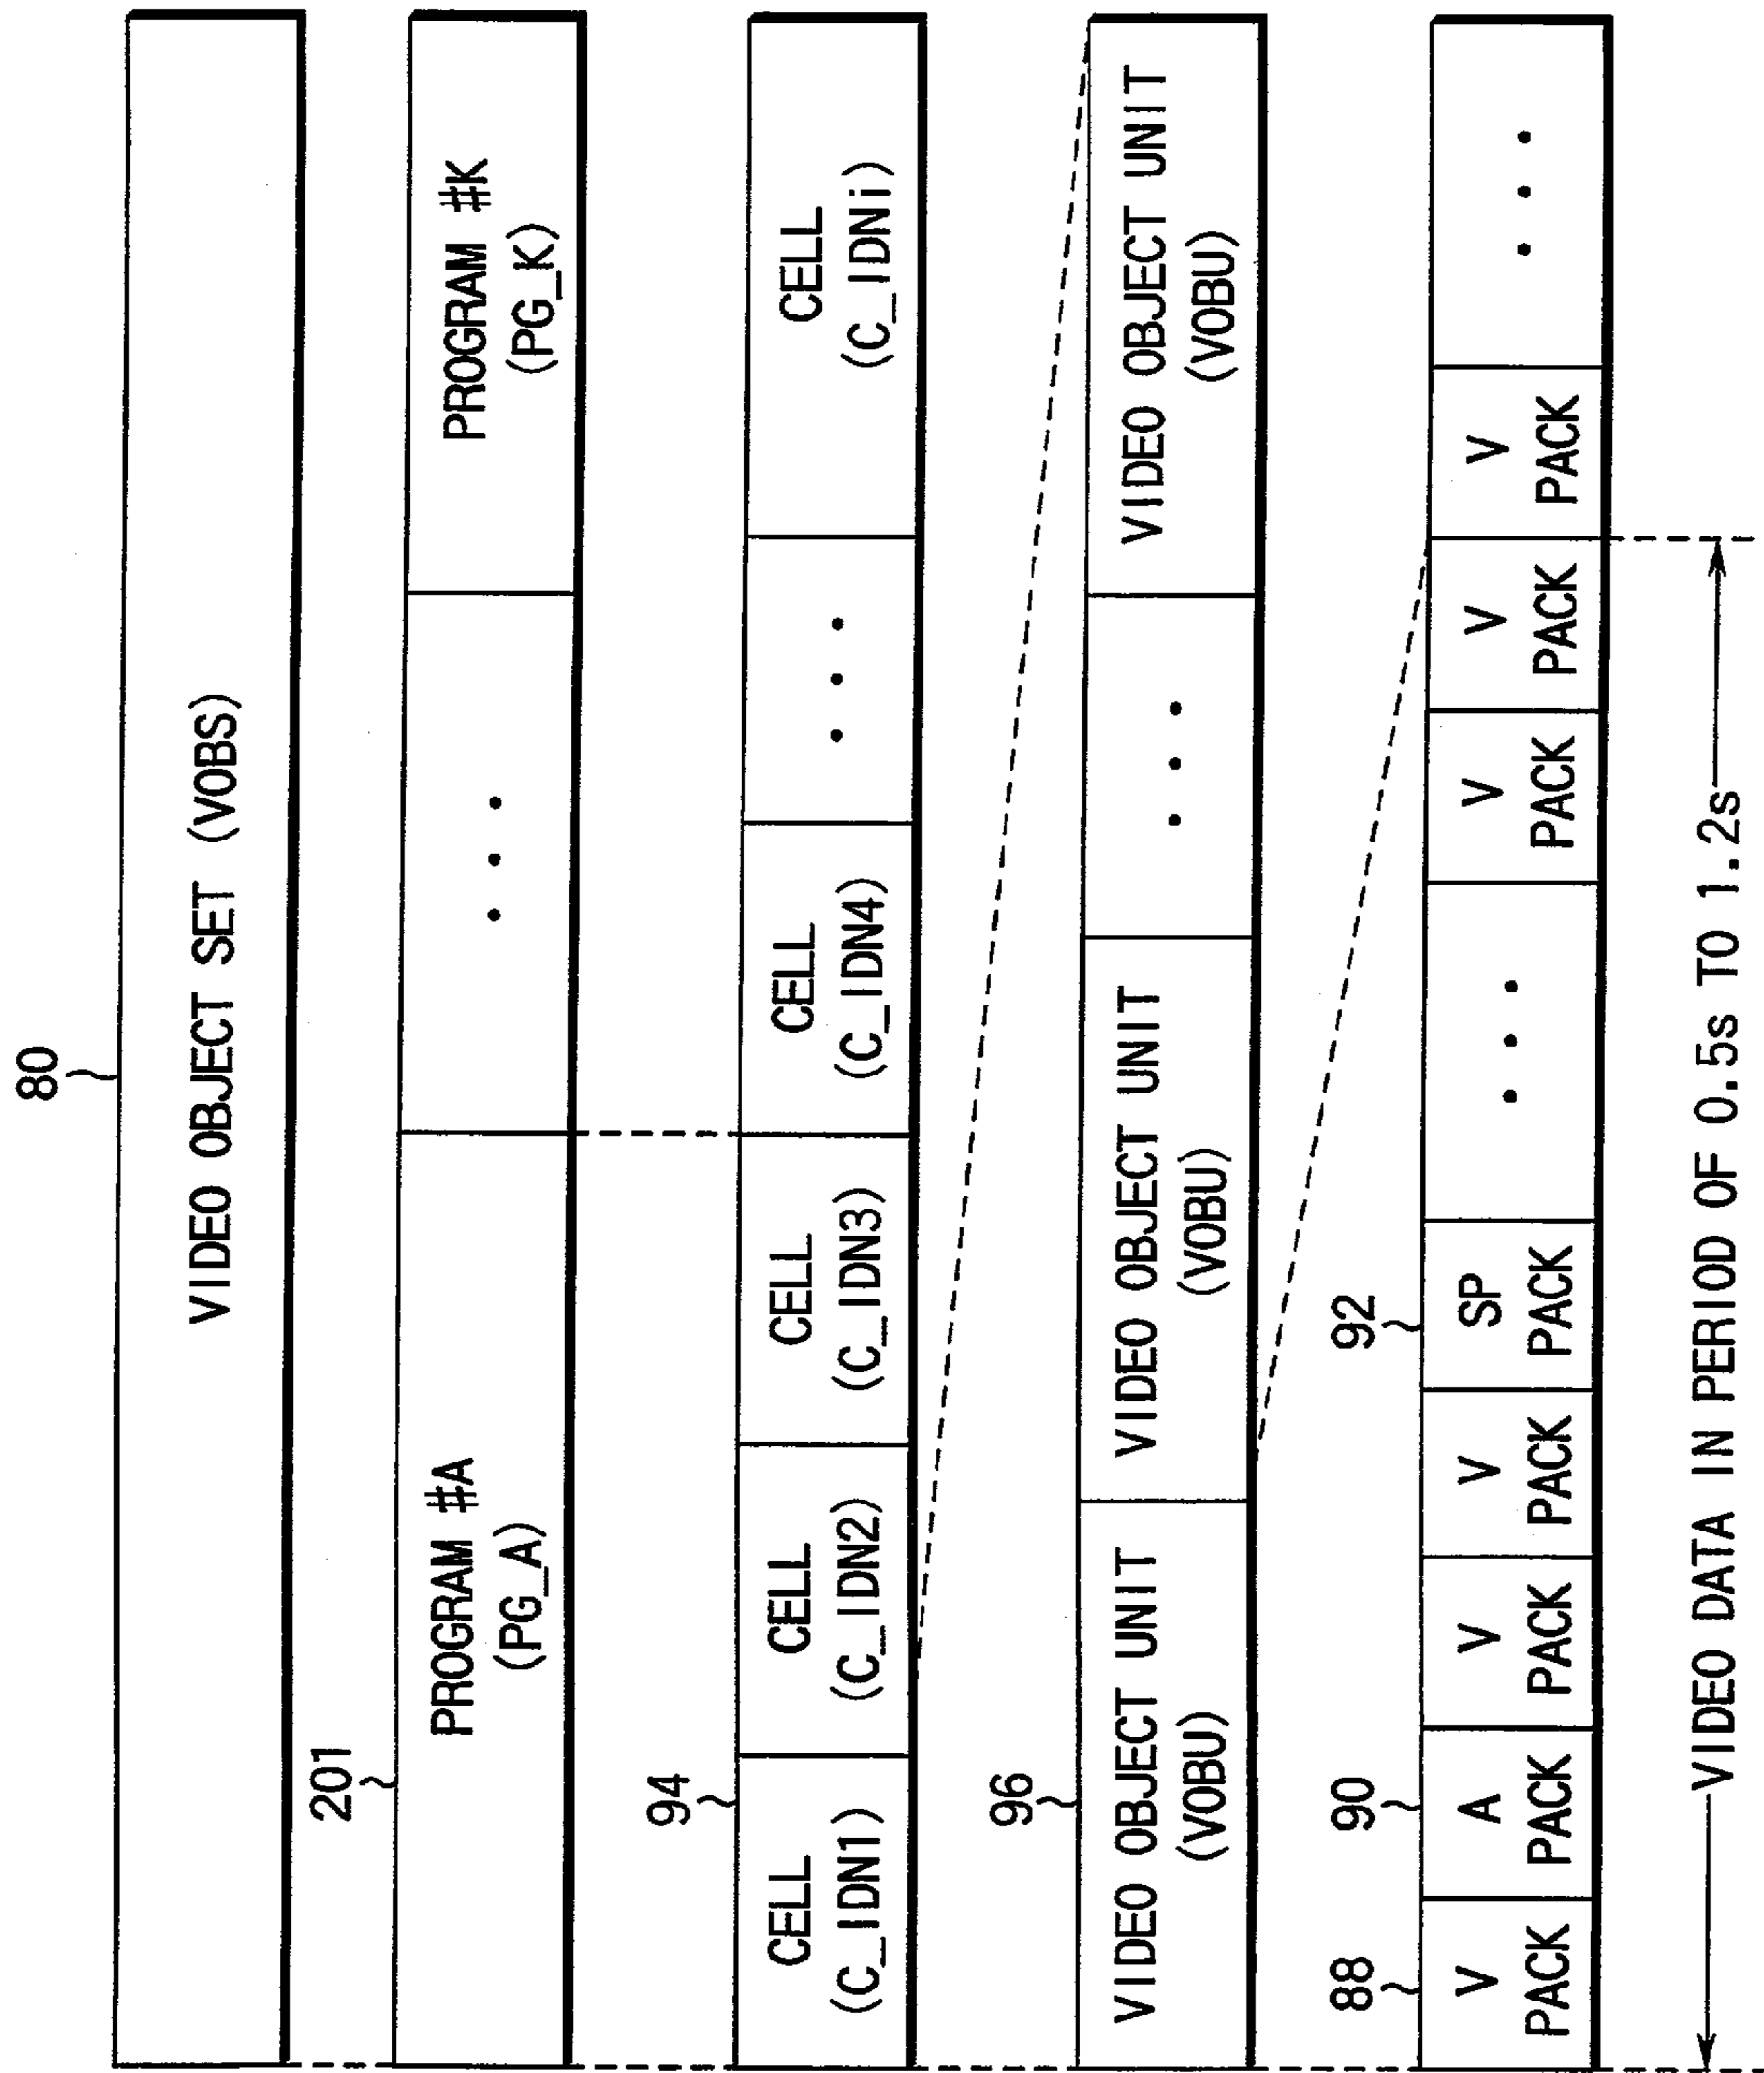 80
VIDEO OBJECT SET (VOBS)
201
PROGRAM #A
(PG_A)
• • •
PROGRAM #K
(PG_K)
94
CELL
(C_IDN1)
CELL
(C_IDN2)
CELL
(C_IDN3)
CELL
(C_IDN4)
• • •
CELL
(C_IDNi)
96
VIDEO OBJECT UNIT
(VOBU)
VIDEO OBJECT UNIT
(VOBU)
• • •
VIDEO OBJECT UNIT
(VOBU)
88
90
92
V
PACK
A
PACK
V
PACK
V
PACK
SP
PACK
• • •
V
PACK
V
PACK
V
PACK
• • •
VIDEO DATA IN PERIOD OF 0.5s TO 1.2s